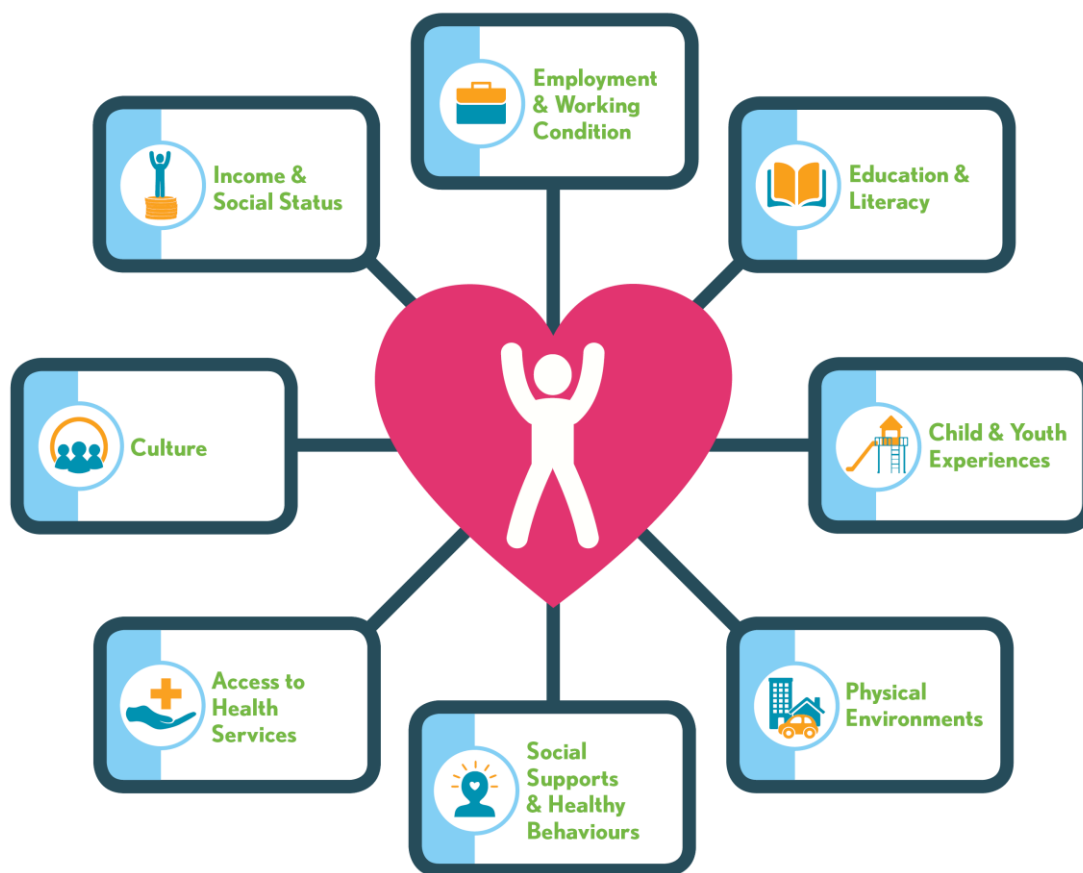 Employment
& Working
Condition
Income &
Social Status
Education &
Literacy
Culture
Child & Youth
Experiences
Access to
Health
Services
Physical
Environments
Social
Supports
& Healthy
Behaviours